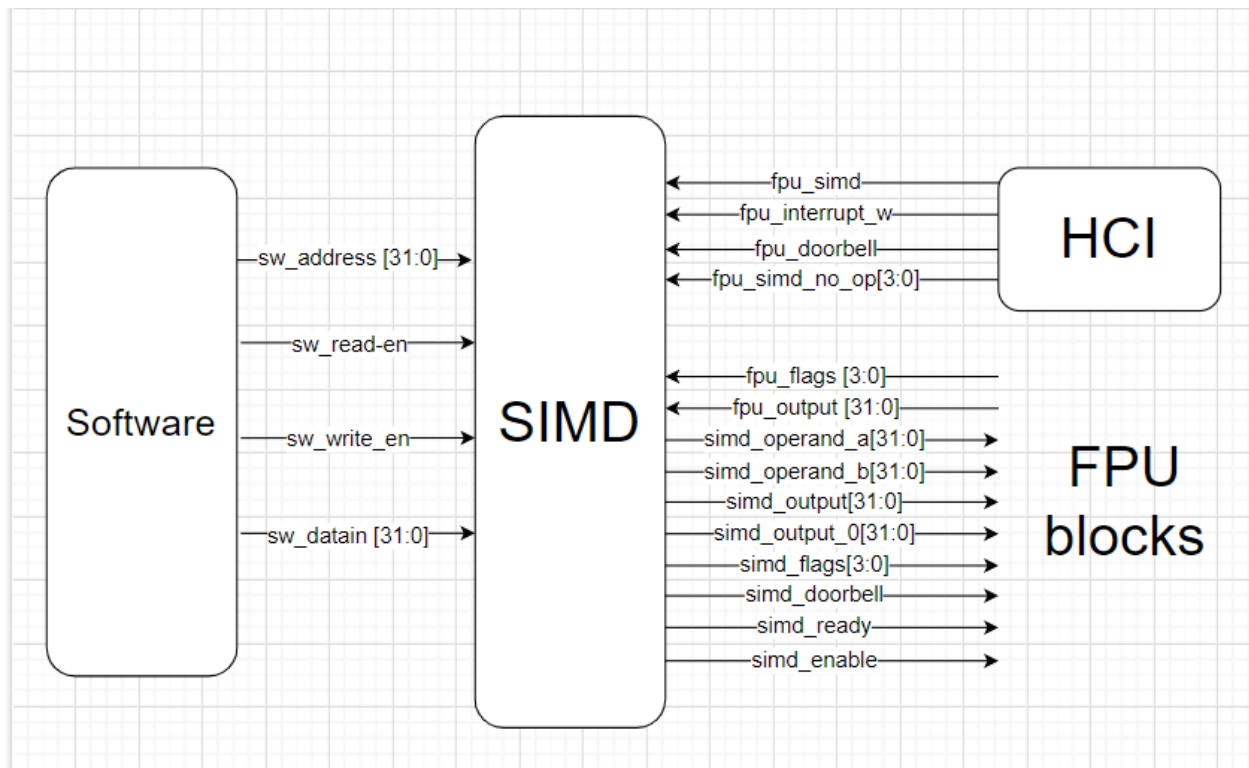 Software
sw_address [31:0]
sw_read-en
sw_write_en
sw_datain [31:0]
SIMD
fpu_simd
fpu_interrupt_w
fpu_doorbell
fpu_simd_no_op[3:0]
HCI
fpu_flags [3:0]
fpu_output [31:0]
simd_operand_a[31:0]
simd_operand_b[31:0]
simd_output[31:0]
simd_output_0[31:0]
simd_flags[3:0]
simd_doorbell
simd_ready
simd_enable
FPU
blocks